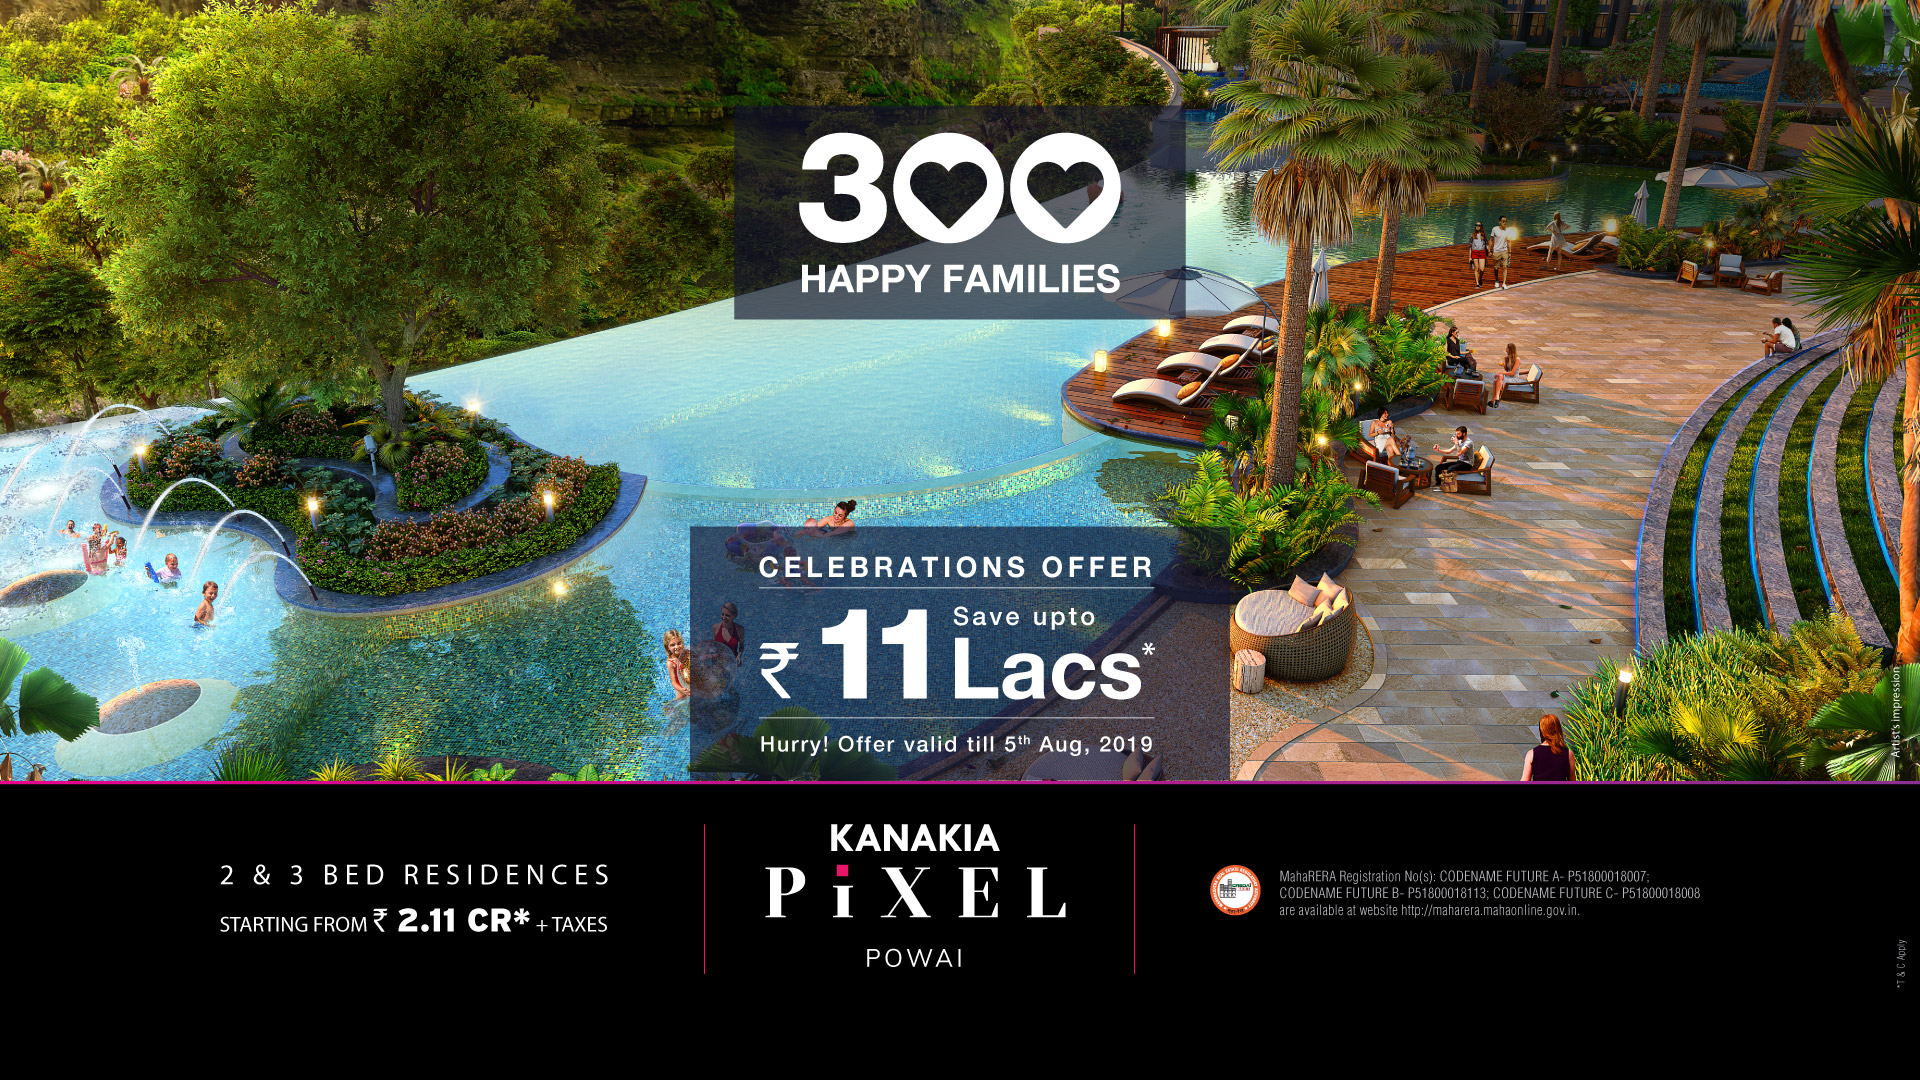 300
HAPPY FAMILIES
CELEBRATIONS OFFER
Save upto
₹ 11 Lacs*
Hurry! Offer valid till 5th Aug, 2019
Artist's impression
2 & 3 BED RESIDENCES
STARTING FROM ₹ 2.11 CR* + TAXES
KANAKIA
PiXEL
POWAI
MahaRERA Registration No(s): CODENAME FUTURE A- P51800018007;
CODENAME FUTURE B- P51800018113; CODENAME FUTURE C- P51800018008
are available at website http://maharera.mahaonline.gov.in.
*T & C Apply